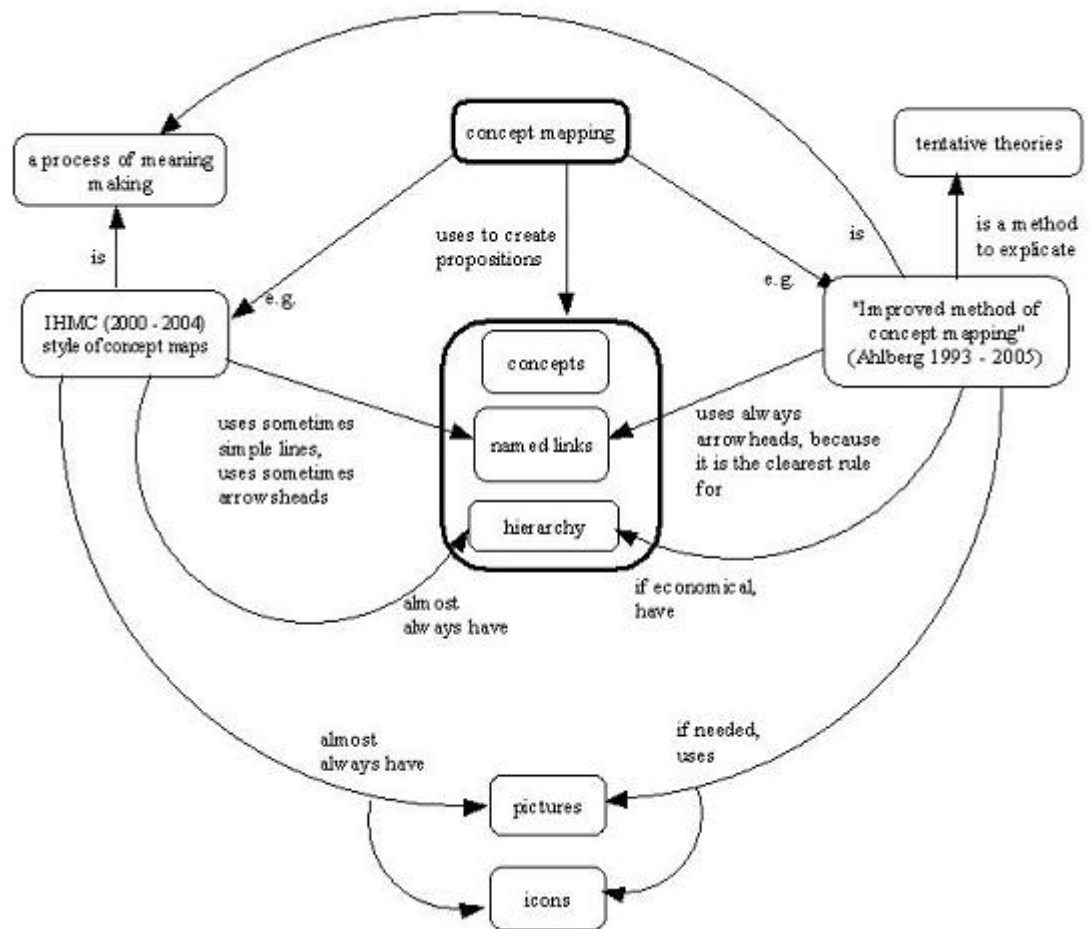 concept mapping
a process of meaning
making
tentative theories
uses to create
propositions
is
is a method
to explicate
is
e.g.
e.g.
IHMC (2000 - 2004)
style of concept maps
"Improved method of
concept mapping"
(Ahlberg 1993 - 2005)
concepts
named links
hierarchy
uses sometimes
simple lines,
uses sometimes
arrowsheads
uses always
arrowheads, because
it is the clearest rule
for
almost
always have
if economical,
have
almost
always have
if needed,
uses
pictures
icons